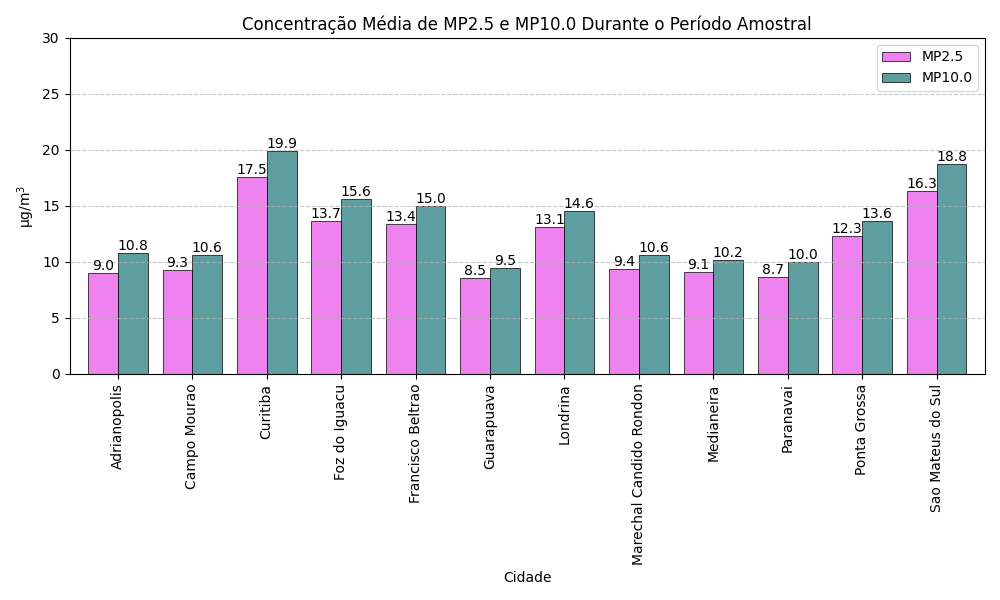 Concentração Média de MP2.5 e MP10.0 Durante o Período Amostral
MP2.5
MP10.0
µg/m³
30
25
20
15
10
5
0
9.0
10.8
9.3
10.6
17.5
19.9
13.7
15.6
13.4
15.0
8.5
9.5
13.1
14.6
9.4
10.6
9.1
10.2
8.7
10.0
12.3
13.6
16.3
18.8
Adrianopolis
Campo Mourao
Curitiba
Foz do Iguacu
Francisco Beltrao
Guarapuava
Londrina
Marechal Candido Rondon
Medianeira
Paranavai
Ponta Grossa
Sao Mateus do Sul
Cidade